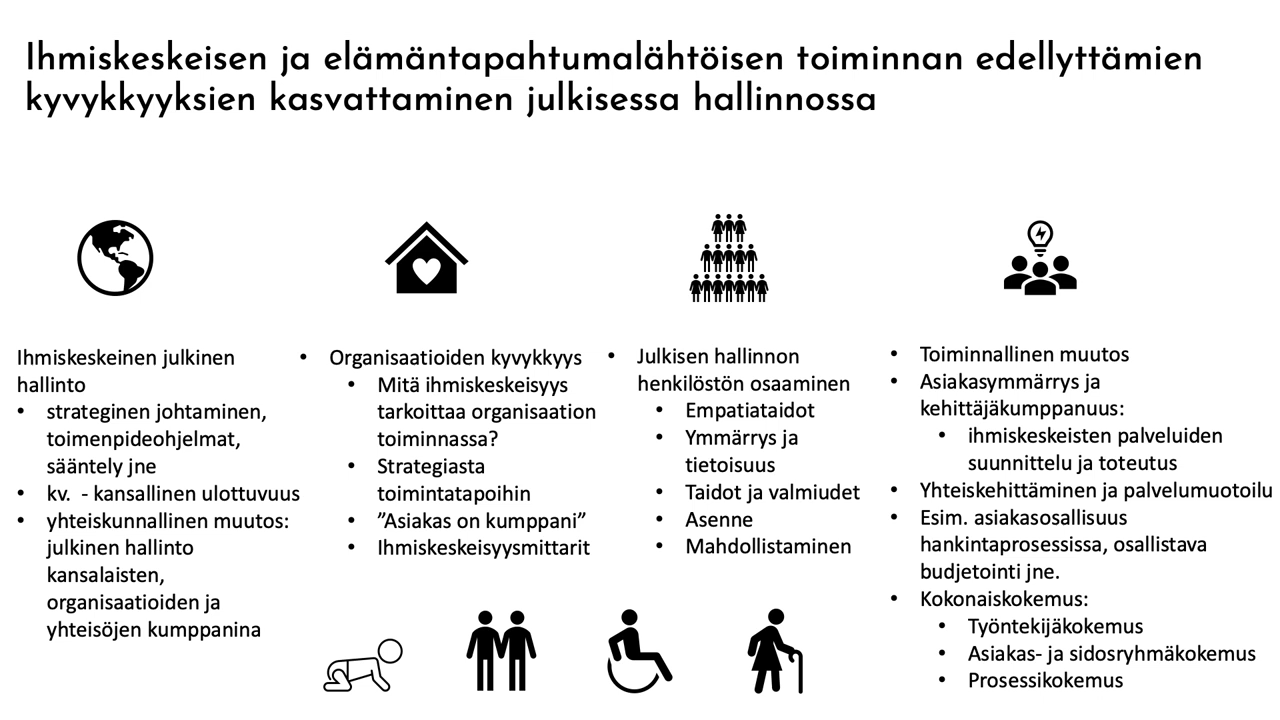 Ihmiskeskeisen ja elämäntapahtumalähtöisen toiminnan edellyttämien
kyvykkyyksien kasvattaminen julkisessa hallinnossa
Ihmiskeskeinen julkinen
hallinto
• strateginen johtaminen,
toimenpideohjelmat,
sääntely jne
• kv. - kansallinen ulottuvuus
• yhteiskunnallinen muutos:
julkinen hallinto
kansalaisten,
organisaatioiden ja
yhteisöjen kumppanina
• Organisaatioiden kyvykkyys
• Mitä ihmiskeskeisyys
tarkoittaa organisaation
toiminnassa?
• Strategiasta
toimintatapoihin
• ”Asiakas on kumppani”
• Ihmiskeskeisyysmittarit
• Julkisen hallinnon
henkilöstön osaaminen
• Empatiataidot
• Ymmärrys ja
tietoisuus
• Taidot ja valmiudet
• Asenne
• Mahdollistaminen
• Toiminnallinen muutos
• Asiakasymmärrys ja
kehittäjäkumppanuus:
• ihmiskeskeisten palveluiden
suunnittelu ja toteutus
• Yhteiskehittäminen ja palvelumuotoilu
• Esim. asiakasosallisuus
hankintaprosessissa, osallistava
budjetointi jne.
• Kokonaiskokemus:
• Työntekijäkokemus
• Asiakas- ja sidosryhmäkokemus
• Prosessikokemus